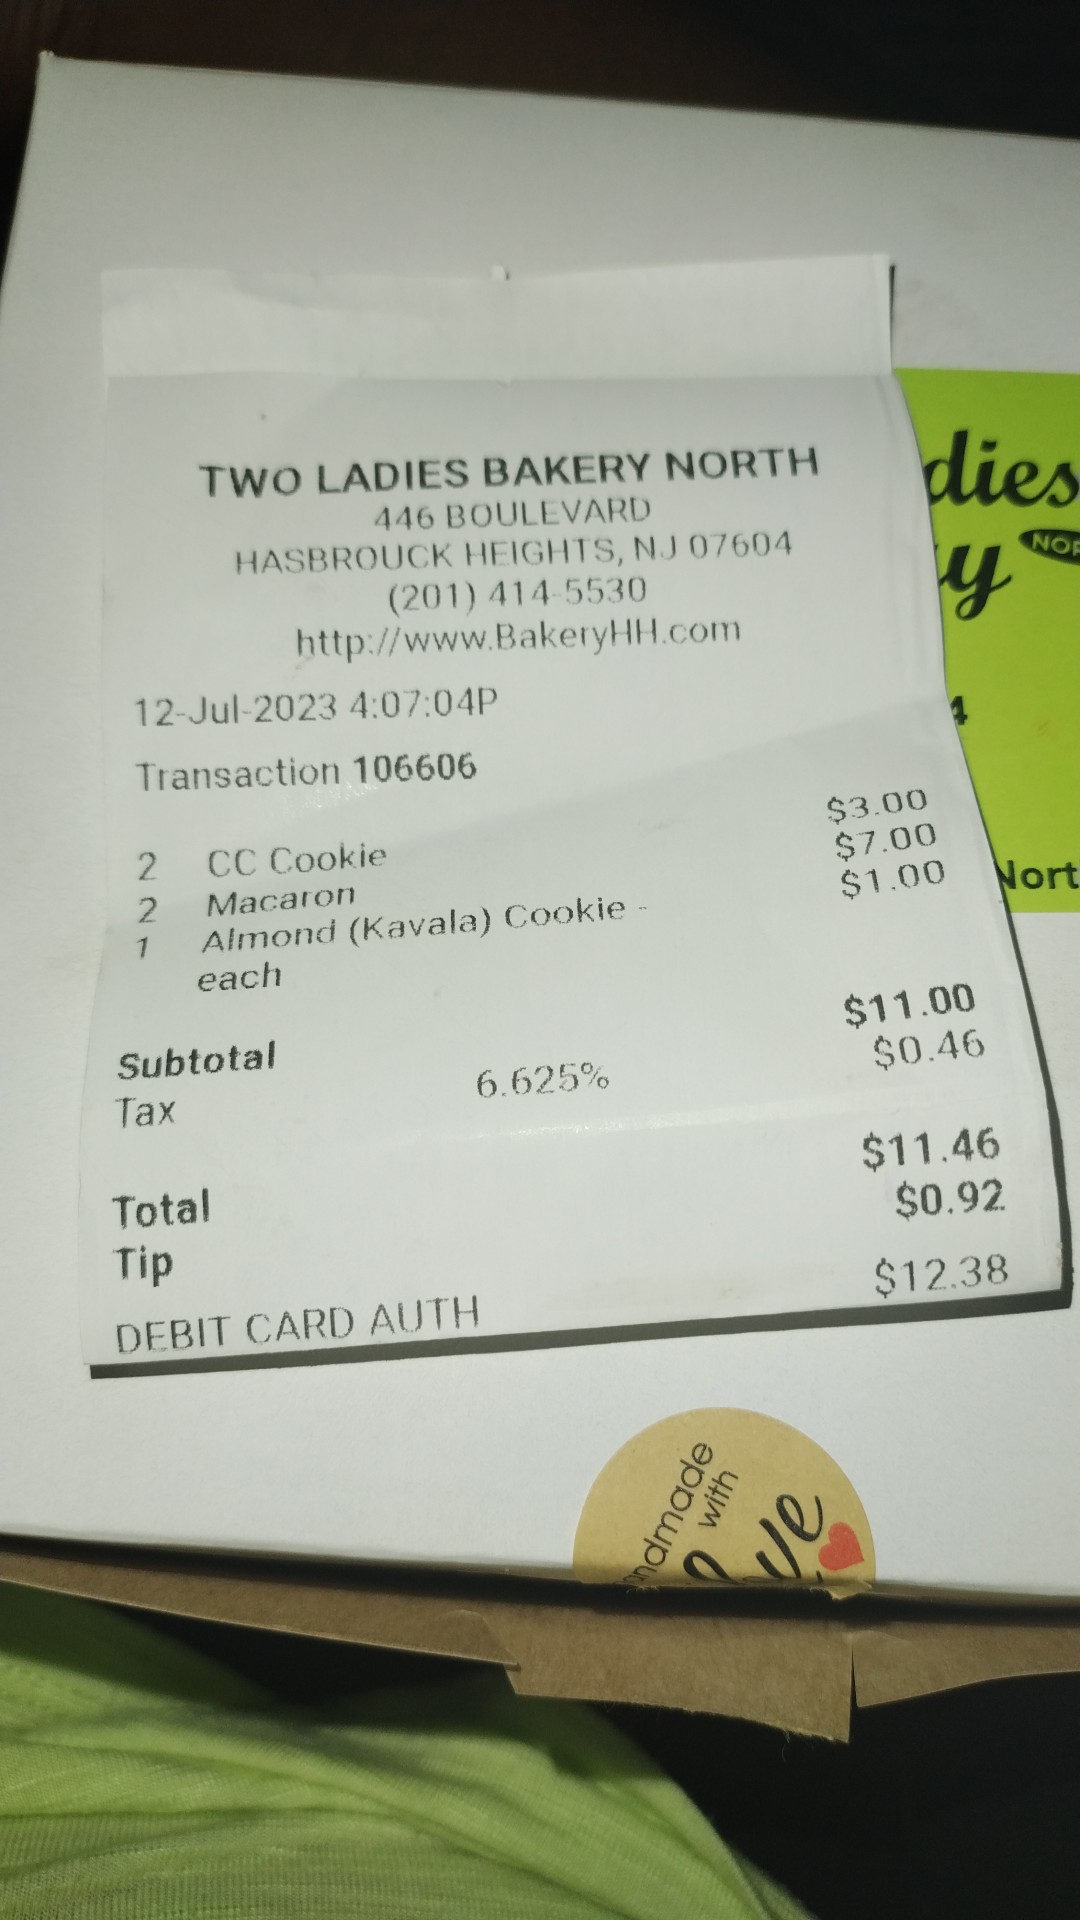 TWO LADIES BAKERY NORTH
446 BOULEVARD
HASBROUCK HEIGHTS, NJ 07604
(201) 414-5530
http://www.BakeryHH.com
12-Jul-2023 4:07:04P
Transaction 106606
2 CC Cookie $3.00
2 Macaron $7.00
1 Almond (Kavala) Cookie - $1.00
each
Subtotal $11.00
Tax 6.625% $0.46
Total $11.46
Tip $0.92
DEBIT CARD AUTH $12.38
dies
y NOR
4
Nort
ndmade
with
ove